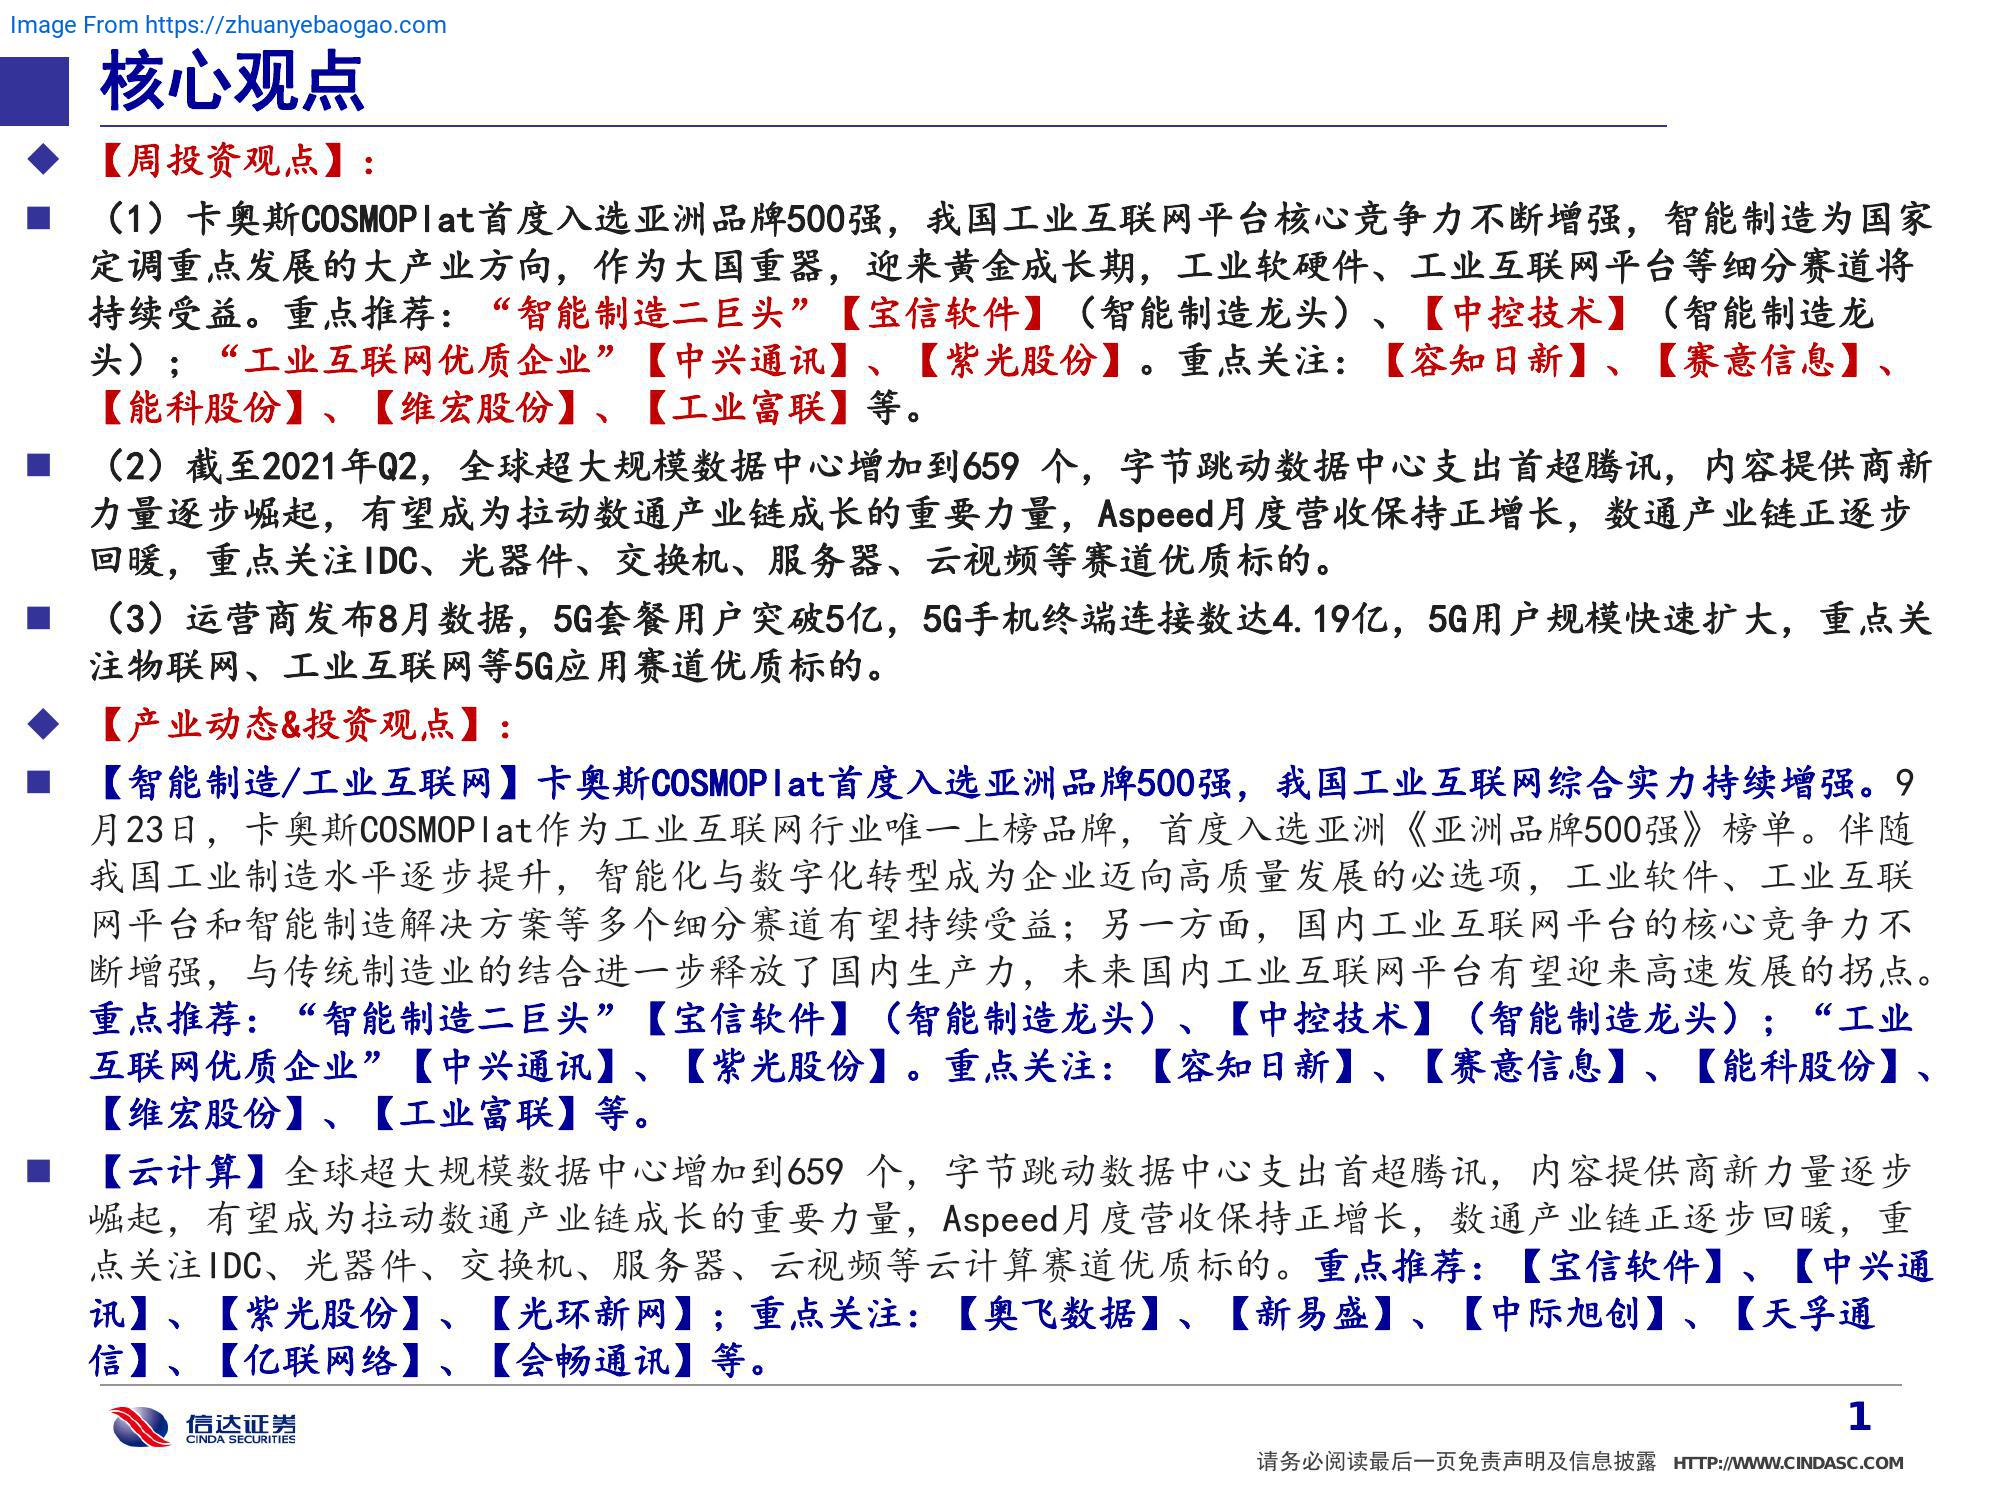 Image From https://zhuanyebaogao.com
核心观点
【周投资观点】：
（1）卡奥斯COSMOPlat首度入选亚洲品牌500强，我国工业互联网平台核心竞争力不断增强，智能制造为国家
定调重点发展的大产业方向，作为大国重器，迎来黄金成长期，工业软硬件、工业互联网平台等细分赛道将
持续受益。重点推荐：“智能制造二巨头”【宝信软件】（智能制造龙头）、【中控技术】（智能制造龙
头）；“工业互联网优质企业”【中兴通讯】、【紫光股份】。重点关注：【容知日新】、【赛意信息】、
【能科股份】、【维宏股份】、【工业富联】等。
（2）截至2021年Q2，全球超大规模数据中心增加到659 个，字节跳动数据中心支出首超腾讯，内容提供商新
力量逐步崛起，有望成为拉动数通产业链成长的重要力量，Aspeed月度营收保持正增长，数通产业链正逐步
回暖，重点关注IDC、光器件、交换机、服务器、云视频等赛道优质标的。
（3）运营商发布8月数据，5G套餐用户突破5亿，5G手机终端连接数达4.19亿，5G用户规模快速扩大，重点关
注物联网、工业互联网等5G应用赛道优质标的。
【产业动态&投资观点】：
【智能制造/工业互联网】卡奥斯COSMOPlat首度入选亚洲品牌500强，我国工业互联网综合实力持续增强。9
月23日，卡奥斯COSMOPlat作为工业互联网行业唯一上榜品牌，首度入选亚洲《亚洲品牌500强》榜单。伴随
我国工业制造水平逐步提升，智能化与数字化转型成为企业迈向高质量发展的必选项，工业软件、工业互联
网平台和智能制造解决方案等多个细分赛道有望持续受益；另一方面，国内工业互联网平台的核心竞争力不
断增强，与传统制造业的结合进一步释放了国内生产力，未来国内工业互联网平台有望迎来高速发展的拐点。
重点推荐：“智能制造二巨头”【宝信软件】（智能制造龙头）、【中控技术】（智能制造龙头）；“工业
互联网优质企业”【中兴通讯】、【紫光股份】。重点关注：【容知日新】、【赛意信息】、【能科股份】、
【维宏股份】、【工业富联】等。
【云计算】全球超大规模数据中心增加到659 个，字节跳动数据中心支出首超腾讯，内容提供商新力量逐步
崛起，有望成为拉动数通产业链成长的重要力量，Aspeed月度营收保持正增长，数通产业链正逐步回暖，重
点关注IDC、光器件、交换机、服务器、云视频等云计算赛道优质标的。重点推荐：【宝信软件】、【中兴通
讯】、【紫光股份】、【光环新网】；重点关注：【奥飞数据】、【新易盛】、【中际旭创】、【天孚通
信】、【亿联网络】、【会畅通讯】等。
信达证券
CINDA SECURITIES
1
请务必阅读最后一页免责声明及信息披露 HTTP://WWW.CINDASC.COM